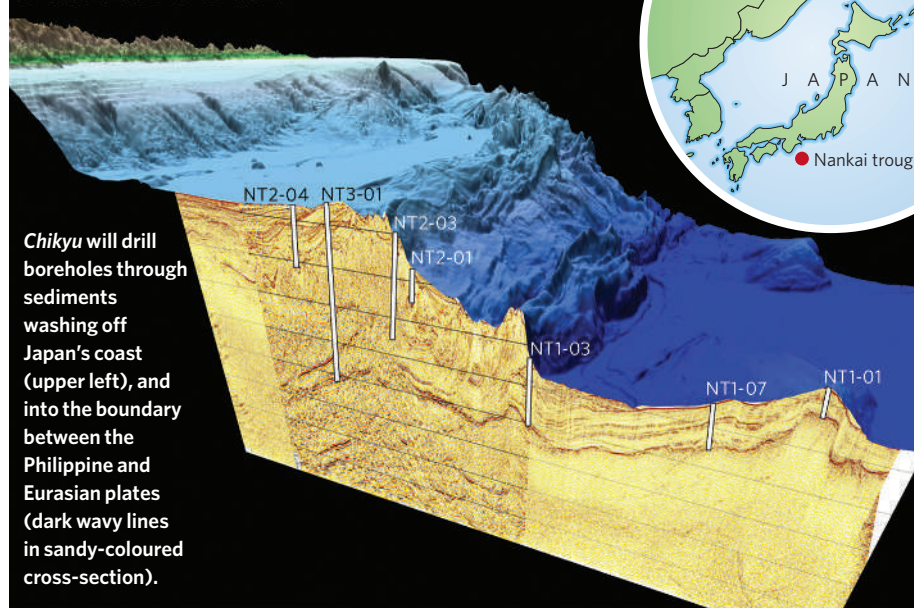 J A P A N
Nankai troug
NT2-04
NT3-01
NT2-03
NT2-01
NT1-03
NT1-07
NT1-01
Chikyu will drill
boreholes through
sediments
washing off
Japan's coast
(upper left), and
into the boundary
between the
Philippine and
Eurasian plates
(dark wavy lines
in sandy-coloured
cross-section).